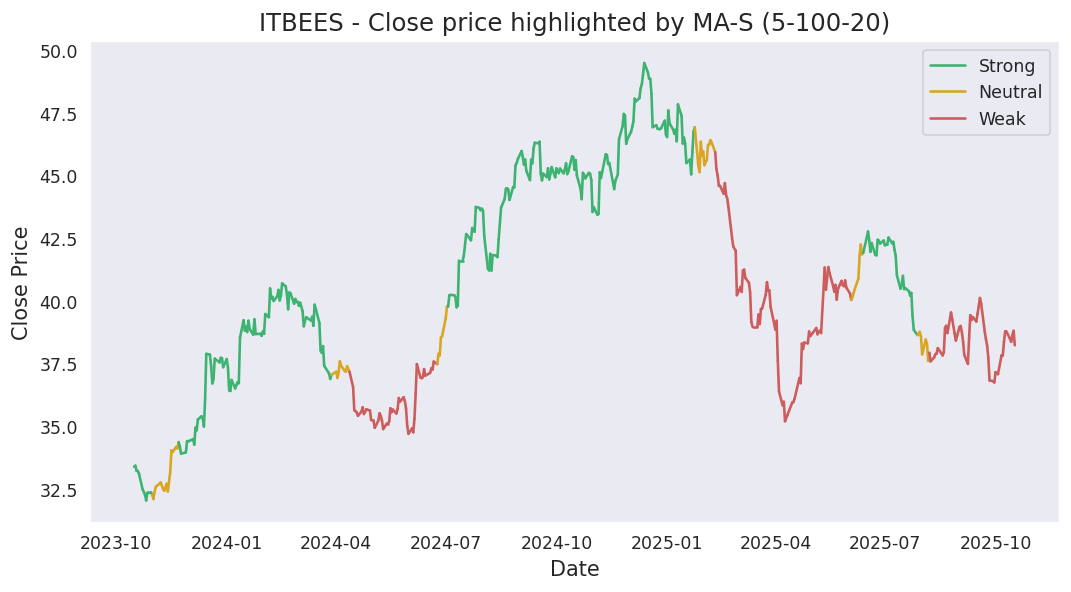 ITBEES - Close price highlighted by MA-S (5-100-20)
50.0
47.5
45.0
42.5
40.0
37.5
35.0
32.5
Close Price
Strong
Neutral
Weak
2023-10 2024-01 2024-04 2024-07 2024-10 2025-01 2025-04 2025-07 2025-10
Date